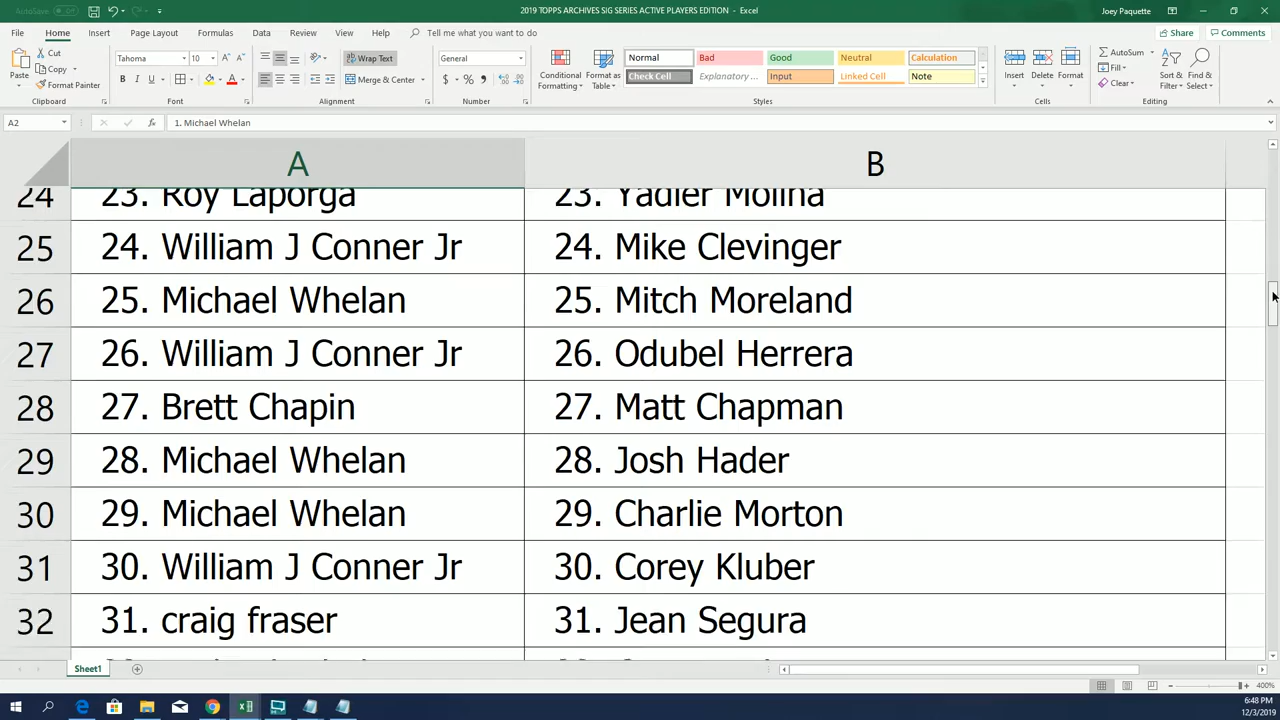 AutoSave
2019 TOPPS ARCHIVES SIG SERIES ACTIVE PLAYERS EDITION - Excel
Joey Paquette
File Home Insert Page Layout Formulas Data Review View Help Tell me what you want to do
Share Comments
Paste
Cut
Copy
Format Painter
Clipboard
Tahoma 10
B I U A
Font
Wrap Text
Merge & Center
Alignment
General
$ % ,
Number
Conditional Formatting
Format as Table
Normal Bad Good Neutral Calculation
Check Cell Explanatory ... Input Linked Cell Note
Styles
Insert Delete Format
Cells
AutoSum
Fill
Clear
Sort & Filter
Find & Select
Editing
A2 fx 1. Michael Whelan
A B
24 23. Roy Laporga 23. Yadier Molina
25 24. William J Conner Jr 24. Mike Clevinger
26 25. Michael Whelan 25. Mitch Moreland
27 26. William J Conner Jr 26. Odubel Herrera
28 27. Brett Chapin 27. Matt Chapman
29 28. Michael Whelan 28. Josh Hader
30 29. Michael Whelan 29. Charlie Morton
31 30. William J Conner Jr 30. Corey Kluber
32 31. craig fraser 31. Jean Segura
Sheet1
400%
6:48 PM
12/3/2019